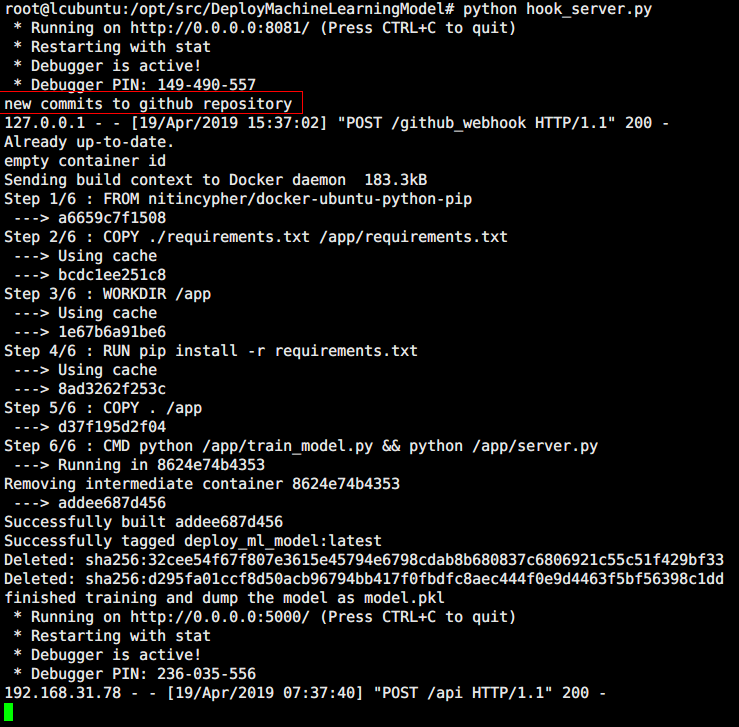 root@lcubuntu:/opt/src/DeployMachineLearningModel# python hook_server.py
 * Running on http://0.0.0.0:8081/ (Press CTRL+C to quit)
 * Restarting with stat
 * Debugger is active!
 * Debugger PIN: 149-490-557
new commits to github repository
127.0.0.1 - - [19/Apr/2019 15:37:02] "POST /github_webhook HTTP/1.1" 200 -
Already up-to-date.
empty container id
Sending build context to Docker daemon  183.3kB
Step 1/6 : FROM nitincypher/docker-ubuntu-python-pip
 ---> a6659c7f1508
Step 2/6 : COPY ./requirements.txt /app/requirements.txt
 ---> Using cache
 ---> bcdc1ee251c8
Step 3/6 : WORKDIR /app
 ---> Using cache
 ---> 1e67b6a91be6
Step 4/6 : RUN pip install -r requirements.txt
 ---> Using cache
 ---> 8ad3262f253c
Step 5/6 : COPY . /app
 ---> d37f195d2f04
Step 6/6 : CMD python /app/train_model.py && python /app/server.py
 ---> Running in 8624e74b4353
Removing intermediate container 8624e74b4353
 ---> addee687d456
Successfully built addee687d456
Successfully tagged deploy_ml_model:latest
Deleted: sha256:32cee54f67f807e3615e45794e6798cdab8b680837c6806921c55c51f429bf33
Deleted: sha256:d295fa01ccf8d50acb96794bb417f0fbdfc8aec444f0e9d4463f5bf56398c1dd
finished training and dump the model as model.pkl
 * Running on http://0.0.0.0:5000/ (Press CTRL+C to quit)
 * Restarting with stat
 * Debugger is active!
 * Debugger PIN: 236-035-556
192.168.31.78 - - [19/Apr/2019 07:37:40] "POST /api HTTP/1.1" 200 -